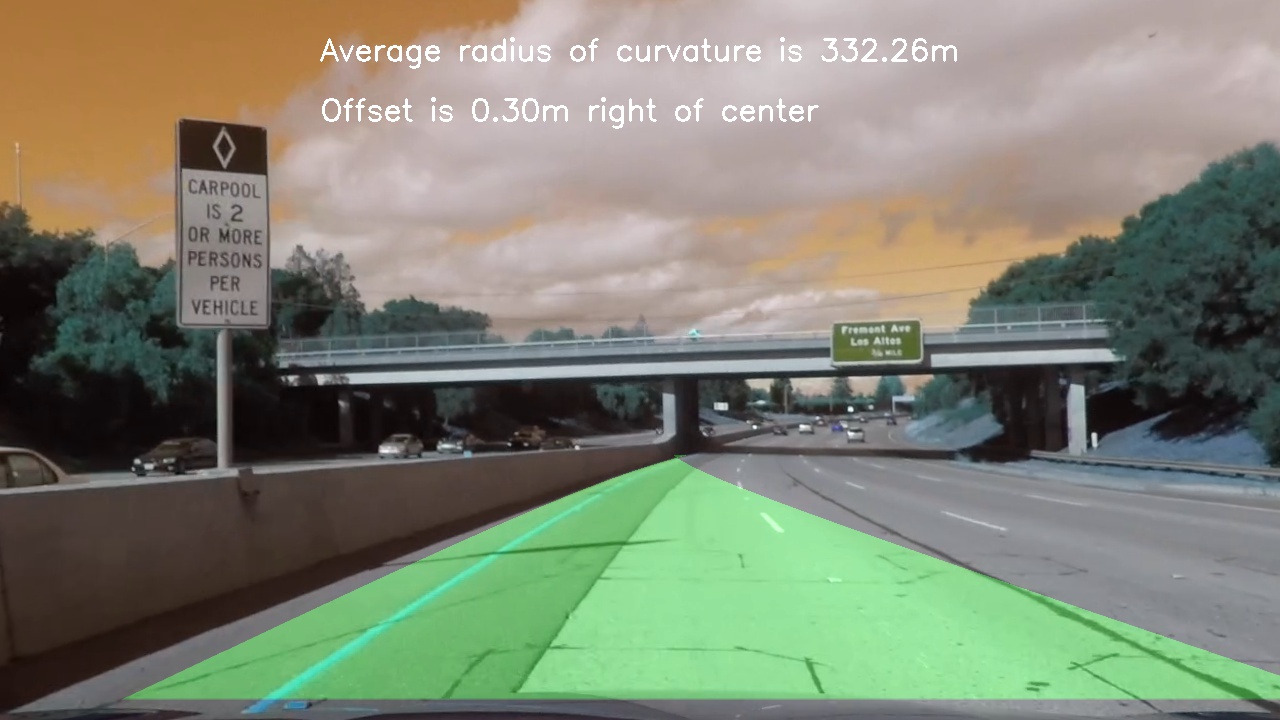 Average radius of curvature is 332.26m
Offset is 0.30m right of center
CARPOOL
IS 2
OR MORE
PERSONS
PER
VEHICLE
Fremont Ave
Los Altos
MILE